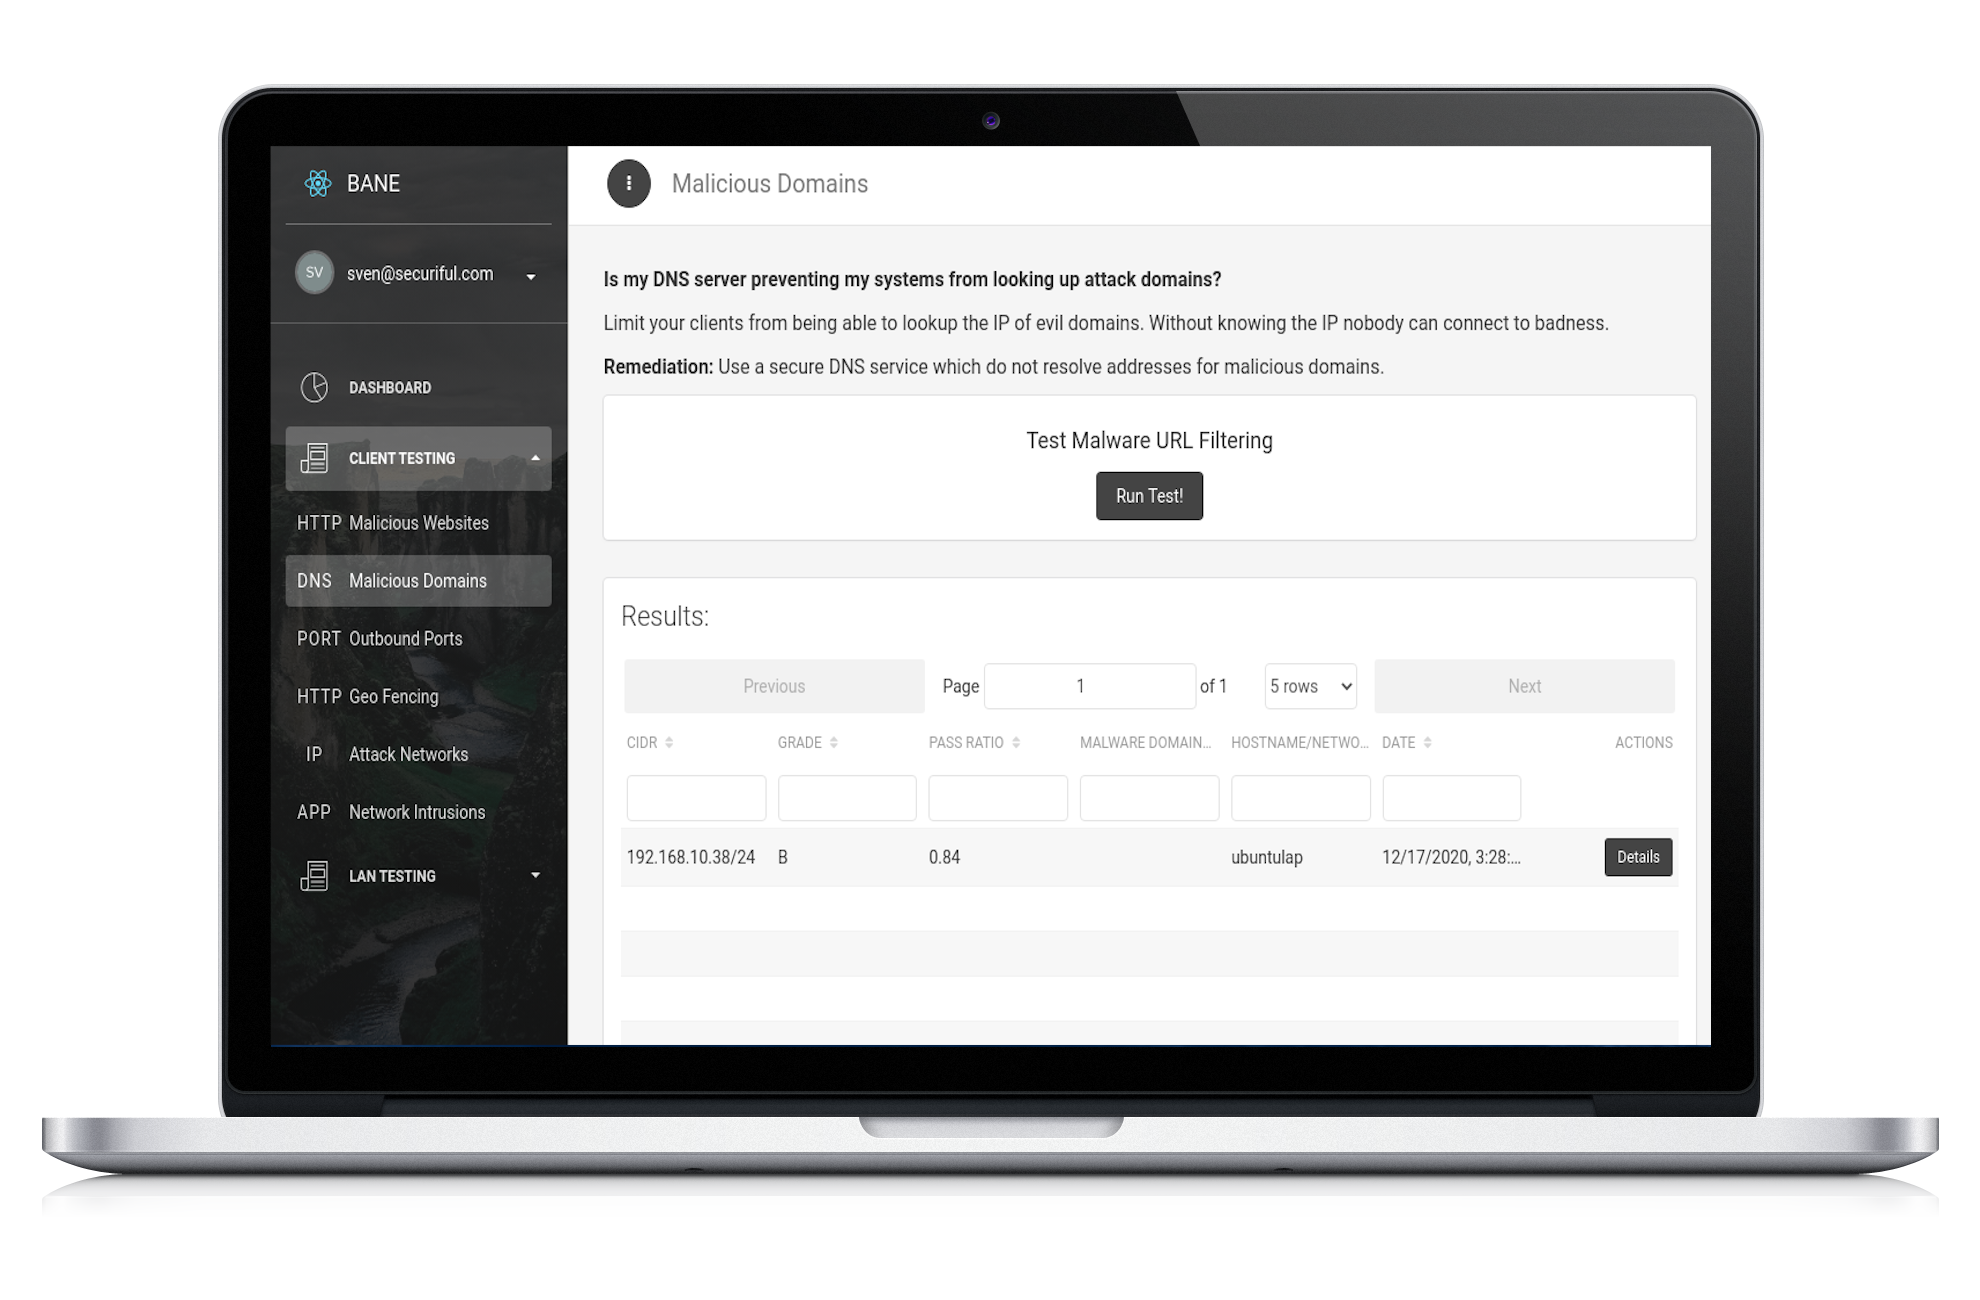 BANE
SV sven@securiful.com
DASHBOARD
CLIENT TESTING
HTTP Malicious Websites
DNS Malicious Domains
PORT Outbound Ports
HTTP Geo Fencing
IP Attack Networks
APP Network Intrusions
LAN TESTING
Malicious Domains
Is my DNS server preventing my systems from looking up attack domains?
Limit your clients from being able to lookup the IP of evil domains. Without knowing the IP nobody can connect to badness.
Remediation: Use a secure DNS service which do not resolve addresses for malicious domains.
Test Malware URL Filtering
Run Test!
Results:
Previous Page 1 of 1 5 rows Next
CIDR GRADE PASS RATIO MALWARE DOMAIN... HOSTNAME/NETWO... DATE ACTIONS
192.168.10.38/24 B 0.84 ubuntulap 12/17/2020, 3:28:... Details